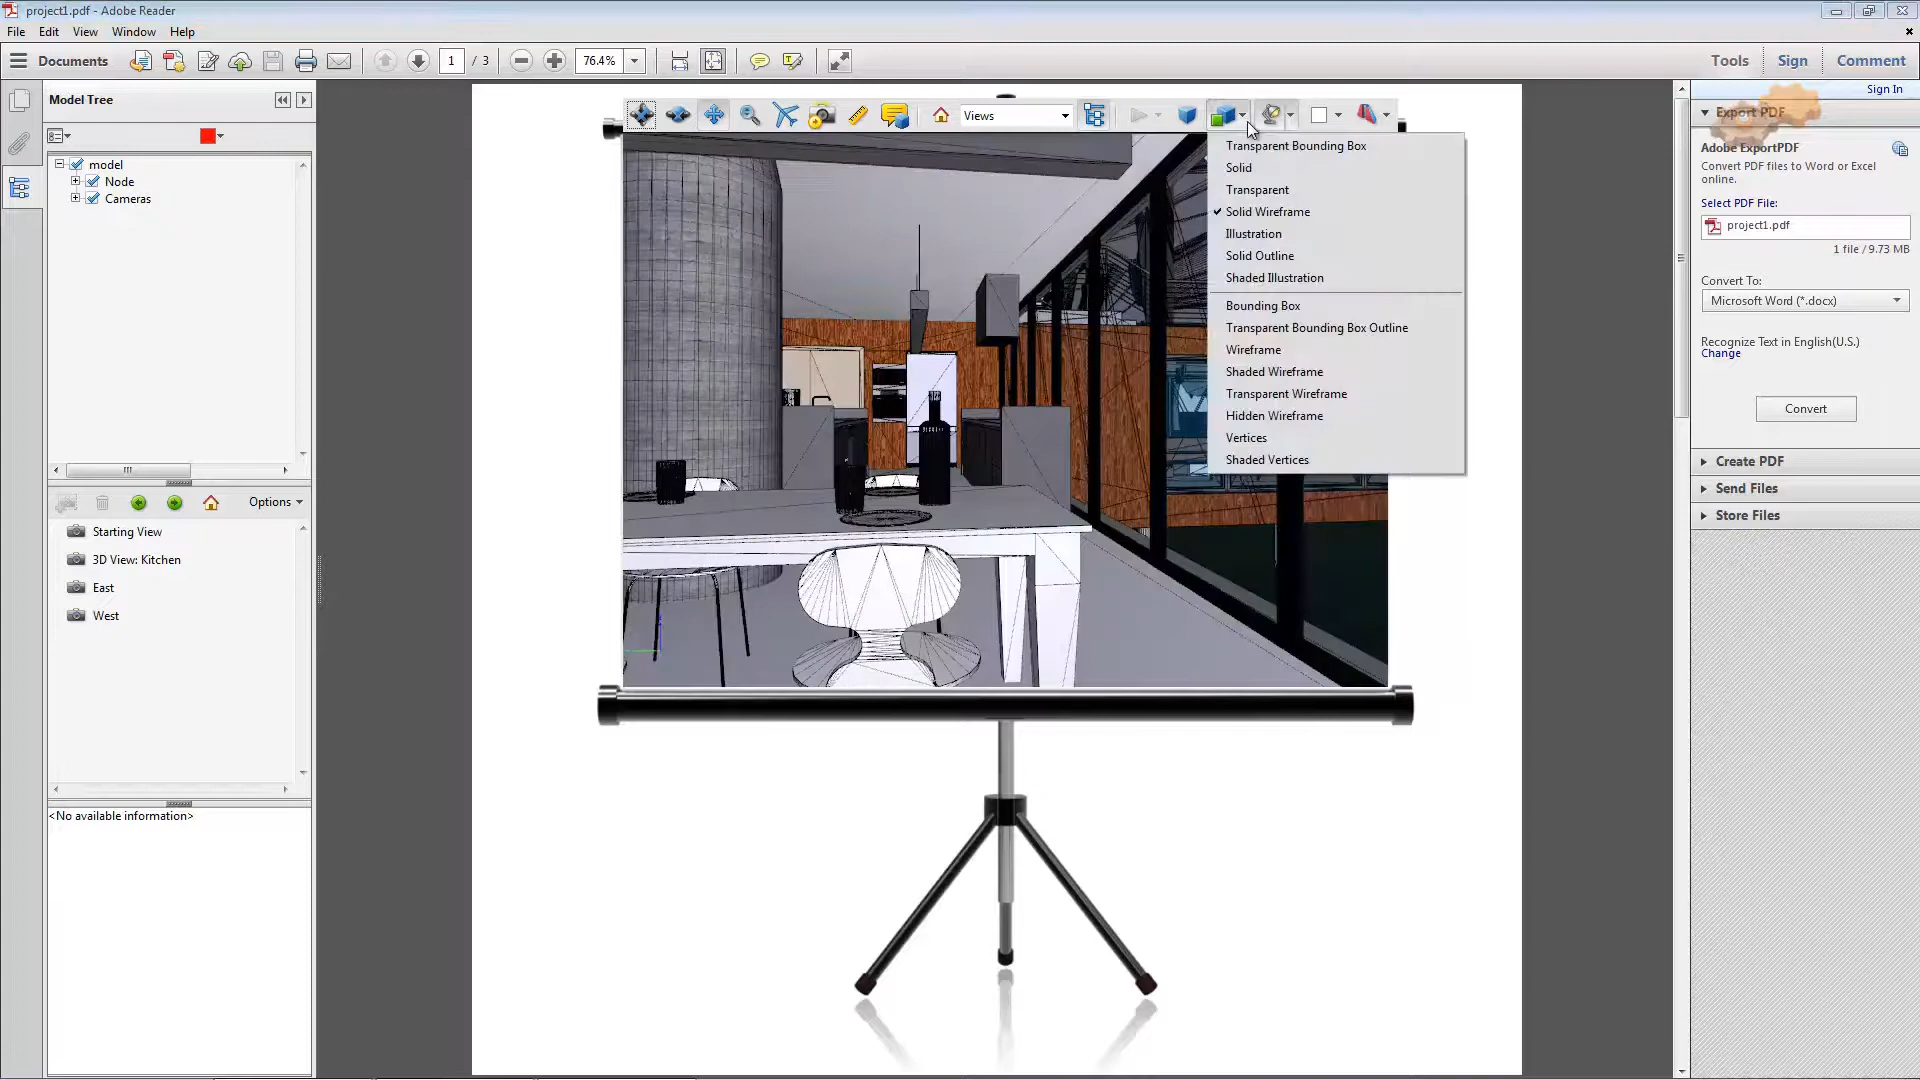 project1.pdf - Adobe Reader
File Edit View Window Help
Documents 1 / 3 76.4% Tools Sign Comment
Sign In
Model Tree
model
Node
Cameras
Options
Starting View
3D View: Kitchen
East
West
<No available information>
Views
Transparent Bounding Box
Solid
Transparent
Solid Wireframe
Illustration
Solid Outline
Shaded Illustration
Bounding Box
Transparent Bounding Box Outline
Wireframe
Shaded Wireframe
Transparent Wireframe
Hidden Wireframe
Vertices
Shaded Vertices
Export PDF
Adobe ExportPDF
Convert PDF files to Word or Excel
online.
Select PDF File:
project1.pdf
1 file / 9.73 MB
Convert To:
Microsoft Word (*.docx)
Recognize Text in English(U.S.)
Change
Convert
Create PDF
Send Files
Store Files